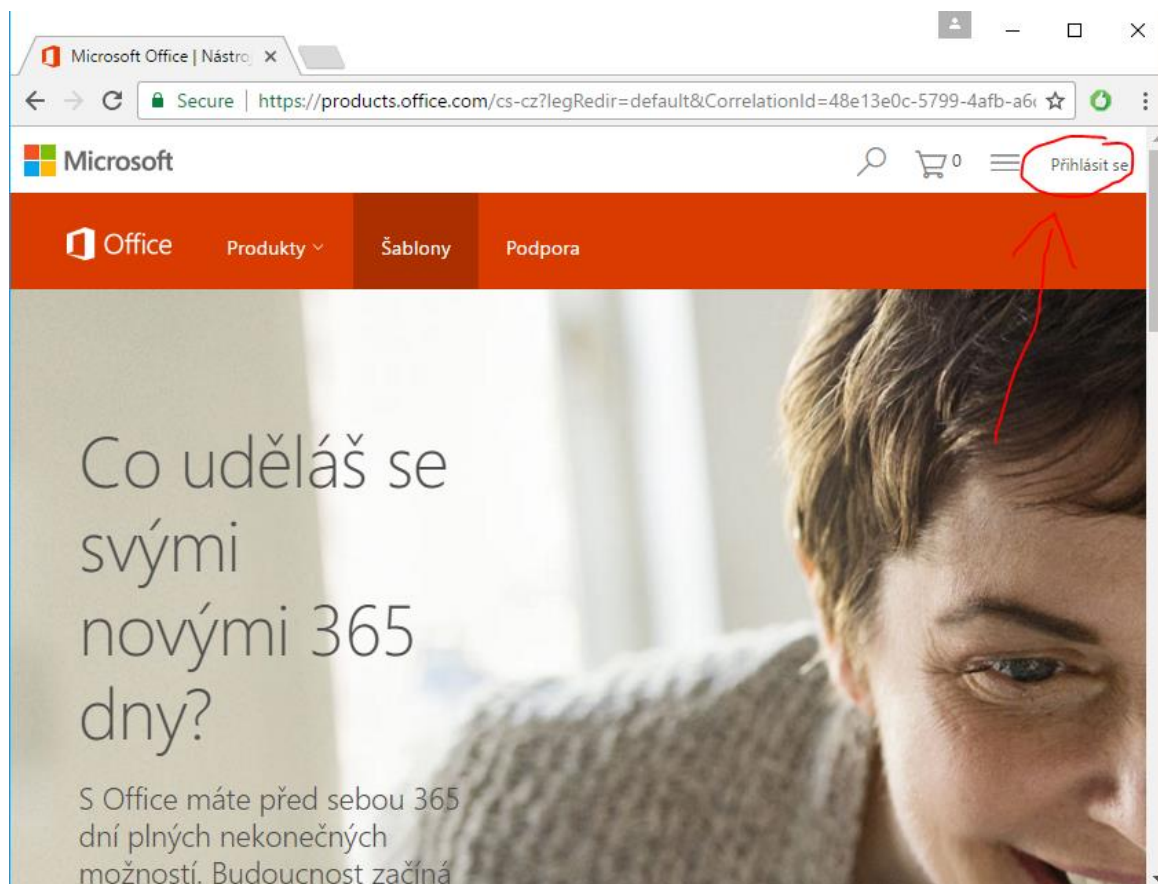 Microsoft Office | Nástro
Secure | https://products.office.com/cs-cz?legRedir=default&CorrelationId=48e13e0c-5799-4afb-a6
Microsoft
0
Přihlásit se
Office
Produkty
Šablony
Podpora
Co uděláš se
svými
novými 365
dny?
S Office máte před sebou 365
dní plných nekonečných
možností. Budoucnost začíná